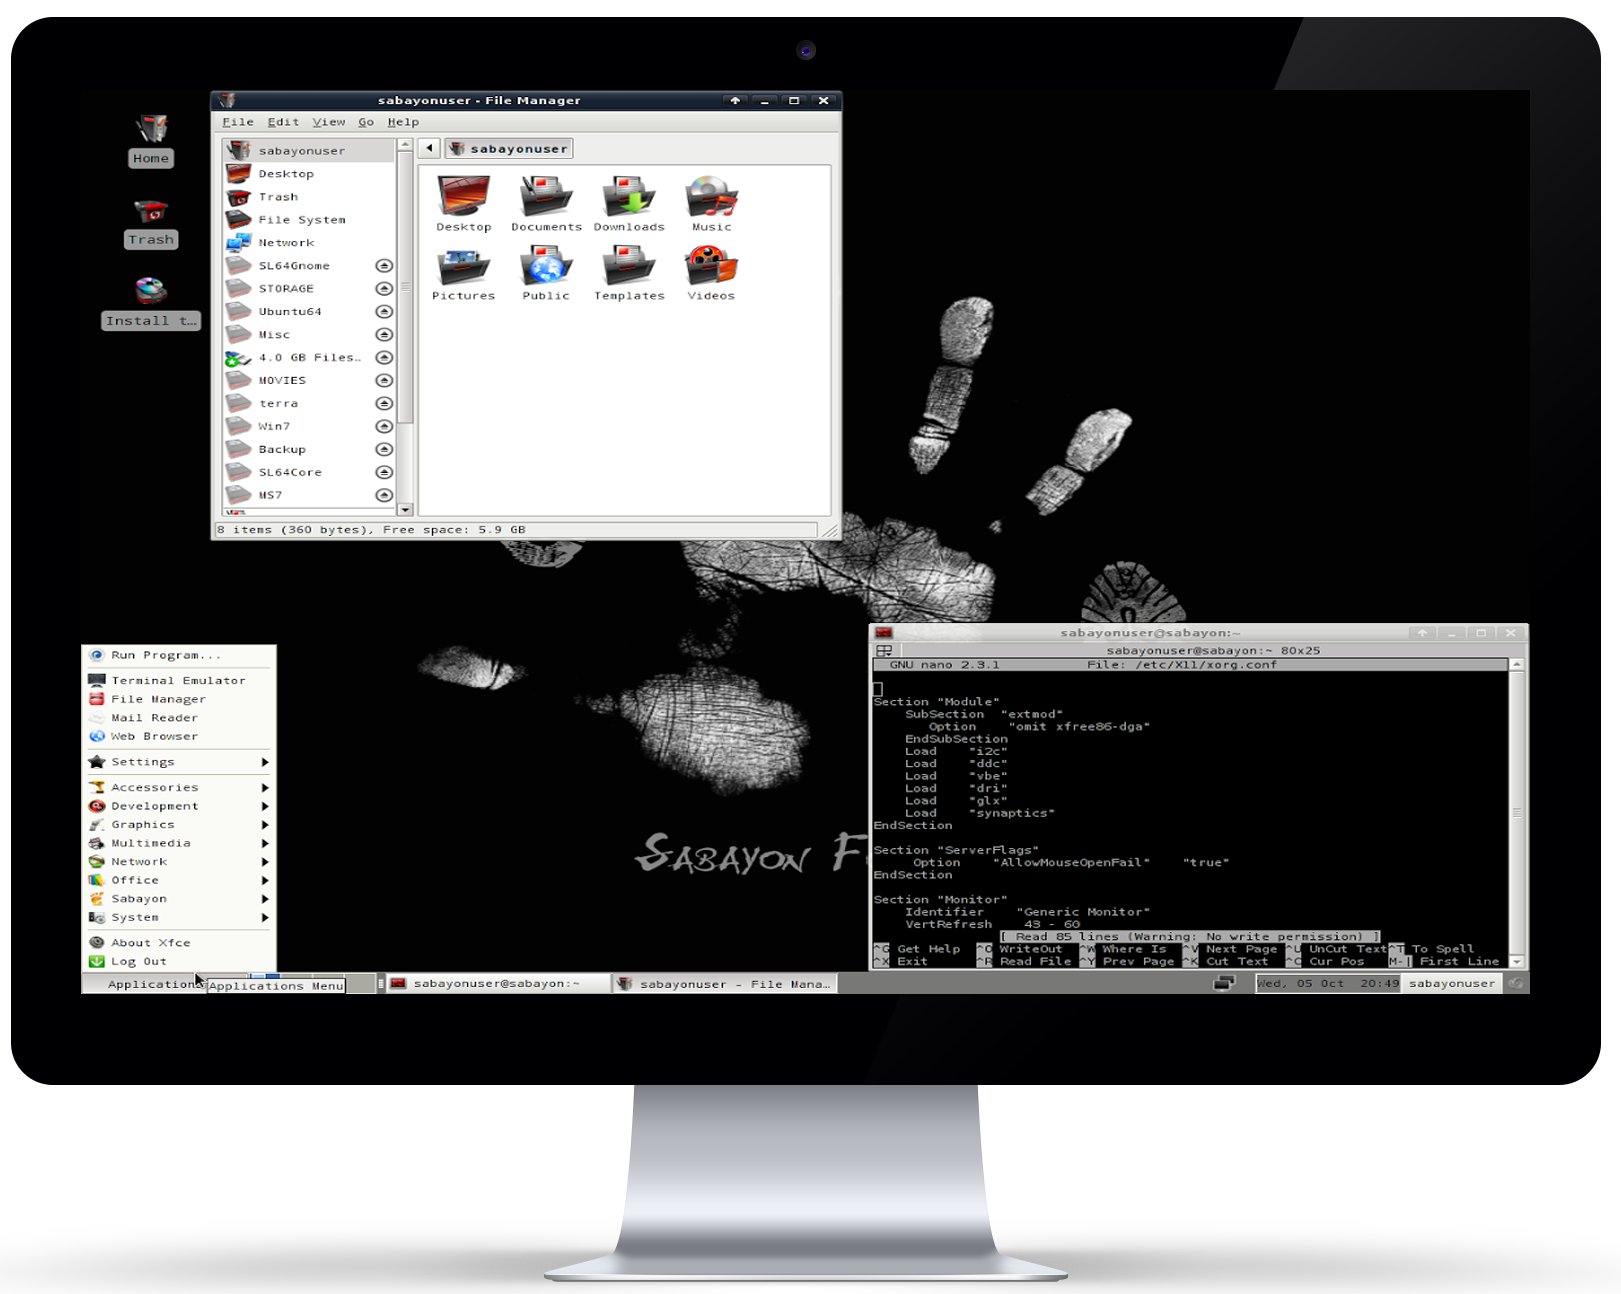 sabayonuser - File Manager
File Edit View Go Help
Home
Trash
Install t...
sabayonuser
Desktop
Trash
File System
Network
SL64Gnome
STORAGE
Ubuntu64
Misc
4.0 GB Files..
MOVIES
terra
Win7
Backup
SL64Core
MS7
sabayonuser
Desktop Documents Downloads Music
Pictures Public Templates Videos
8 items (360 bytes), Free space: 5.9 GB
Run Program...
Terminal Emulator
File Manager
Mail Reader
Web Browser
Settings
Accessories
Development
Graphics
Multimedia
Network
Office
Sabayon
System
About Xfce
Log Out
SABAYON F
sabayonuser@sabayon:~
sabayonuser@sabayon:~ 80x25
GNU nano 2.3.1 File: /etc/X11/xorg.conf
Section "Module"
SubSection "extmod"
Option "omit xfree86-dga"
EndSubSection
Load "i2c"
Load "ddc"
Load "vbe"
Load "dri"
Load "glx"
Load "synaptics"
EndSection
Section "ServerFlags"
Option "AllowMouseOpenFail" "true"
EndSection
Section "Monitor"
Identifier "Generic Monitor"
VertRefresh 43 - 60
[ Read 85 lines (Warning: No write permission) ]
^G Get Help ^O WriteOut ^W Where Is ^V Next Page ^U UnCut Text ^T To Spell
^X Exit ^R Read File ^Y Prev Page ^K Cut Text ^C Cur Pos M-] First Line
Applications
Applications Menu
sabayonuser@sabayon:~
sabayonuser - File Mana...
Wed, 05 Oct 20:49
sabayonuser